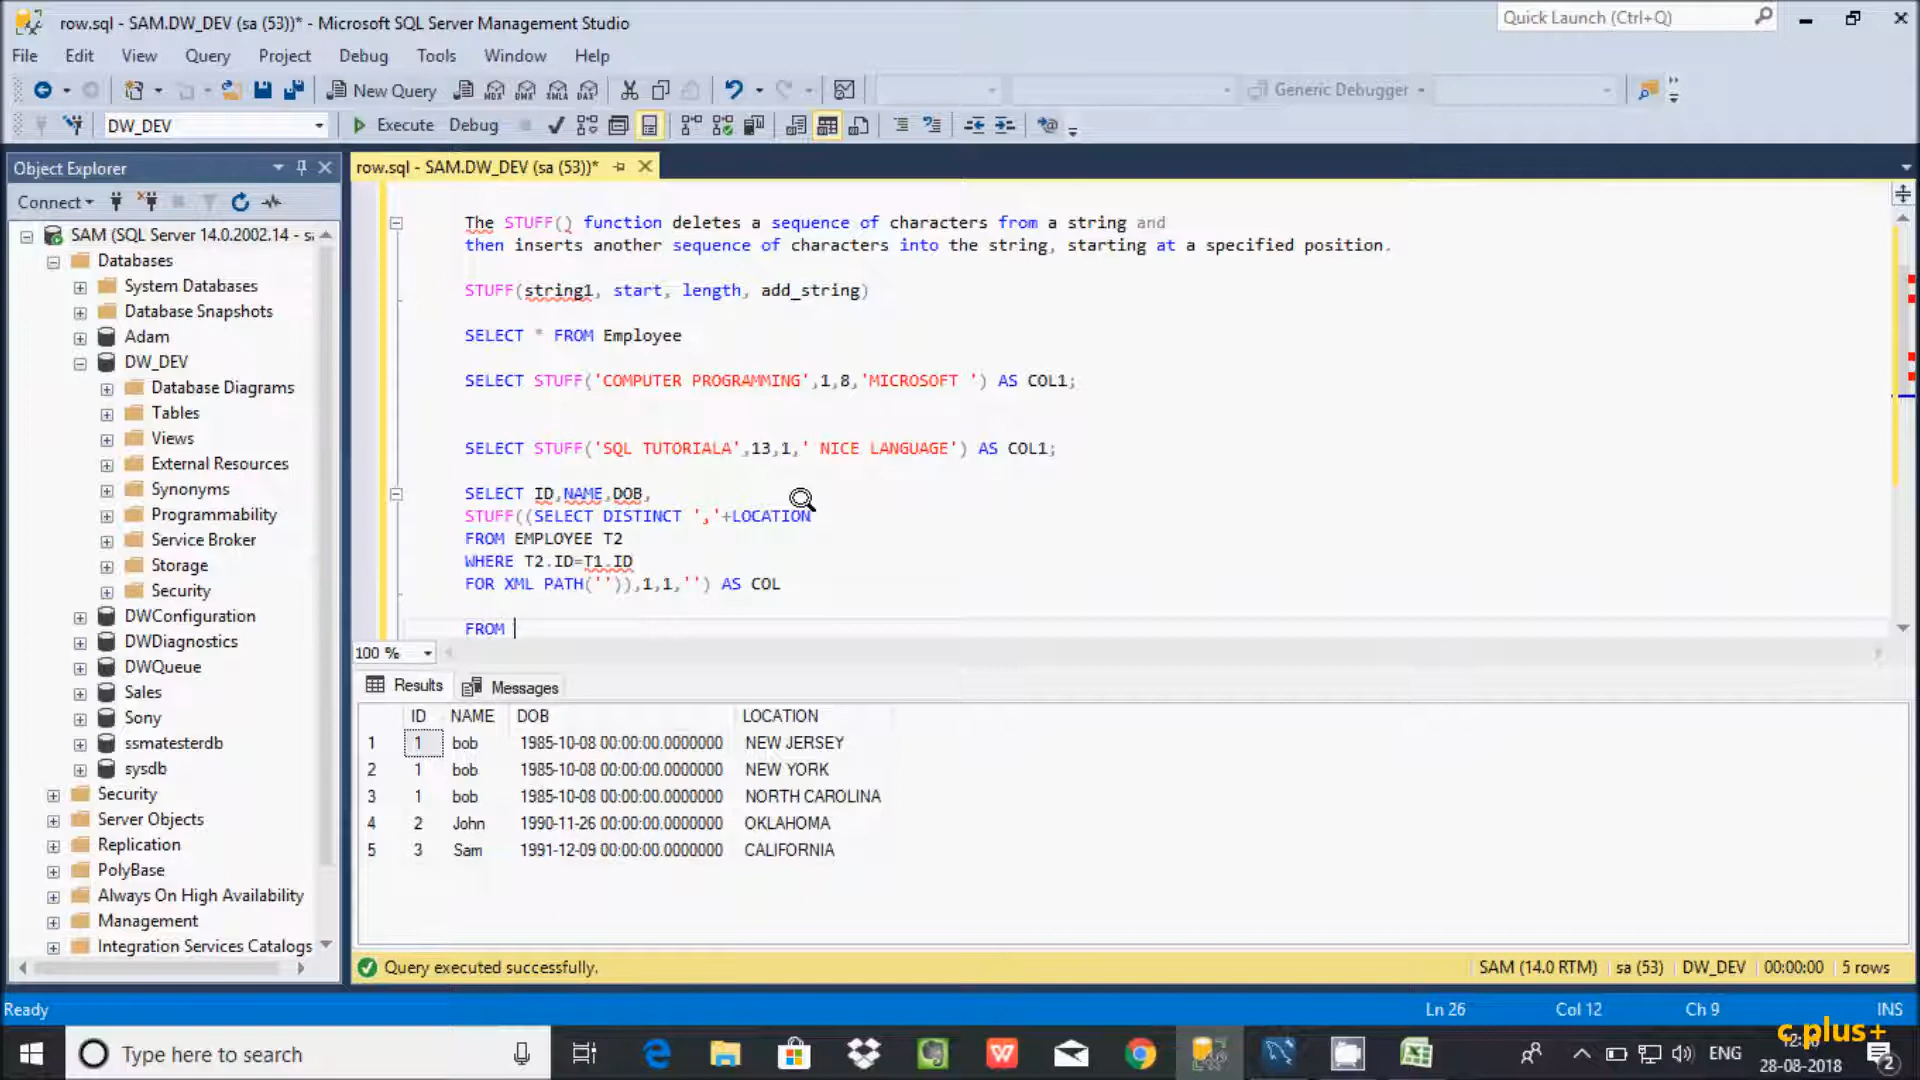 row.sql - SAM.DW_DEV (sa (53))* - Microsoft SQL Server Management Studio
Quick Launch (Ctrl+Q)
File Edit View Query Project Debug Tools Window Help
New Query
Generic Debugger
DW_DEV
Execute Debug
Object Explorer
row.sql - SAM.DW_DEV (sa (53))*
Connect
SAM (SQL Server 14.0.2002.14 - s
Databases
System Databases
Database Snapshots
Adam
DW_DEV
Database Diagrams
Tables
Views
External Resources
Synonyms
Programmability
Service Broker
Storage
Security
DWConfiguration
DWDiagnostics
DWQueue
Sales
Sony
ssmatesterdb
sysdb
Security
Server Objects
Replication
PolyBase
Always On High Availability
Management
Integration Services Catalogs
The STUFF() function deletes a sequence of characters from a string and
then inserts another sequence of characters into the string, starting at a specified position.
STUFF(string1, start, length, add_string)
SELECT * FROM Employee
SELECT STUFF('COMPUTER PROGRAMMING',1,8,'MICROSOFT ') AS COL1;
SELECT STUFF('SQL TUTORIALA',13,1,' NICE LANGUAGE') AS COL1;
SELECT ID,NAME,DOB,
STUFF((SELECT DISTINCT ','+LOCATION
FROM EMPLOYEE T2
WHERE T2.ID=T1.ID
FOR XML PATH('')),1,1,'') AS COL
FROM
100 %
Results Messages
ID NAME DOB LOCATION
1 1 bob 1985-10-08 00:00:00.0000000 NEW JERSEY
2 1 bob 1985-10-08 00:00:00.0000000 NEW YORK
3 1 bob 1985-10-08 00:00:00.0000000 NORTH CAROLINA
4 2 John 1990-11-26 00:00:00.0000000 OKLAHOMA
5 3 Sam 1991-12-09 00:00:00.0000000 CALIFORNIA
Query executed successfully.
SAM (14.0 RTM) sa (53) DW_DEV 00:00:00 5 rows
Ready
Ln 26 Col 12 Ch 9 INS
c plus+
Type here to search
ENG
28-08-2018
2